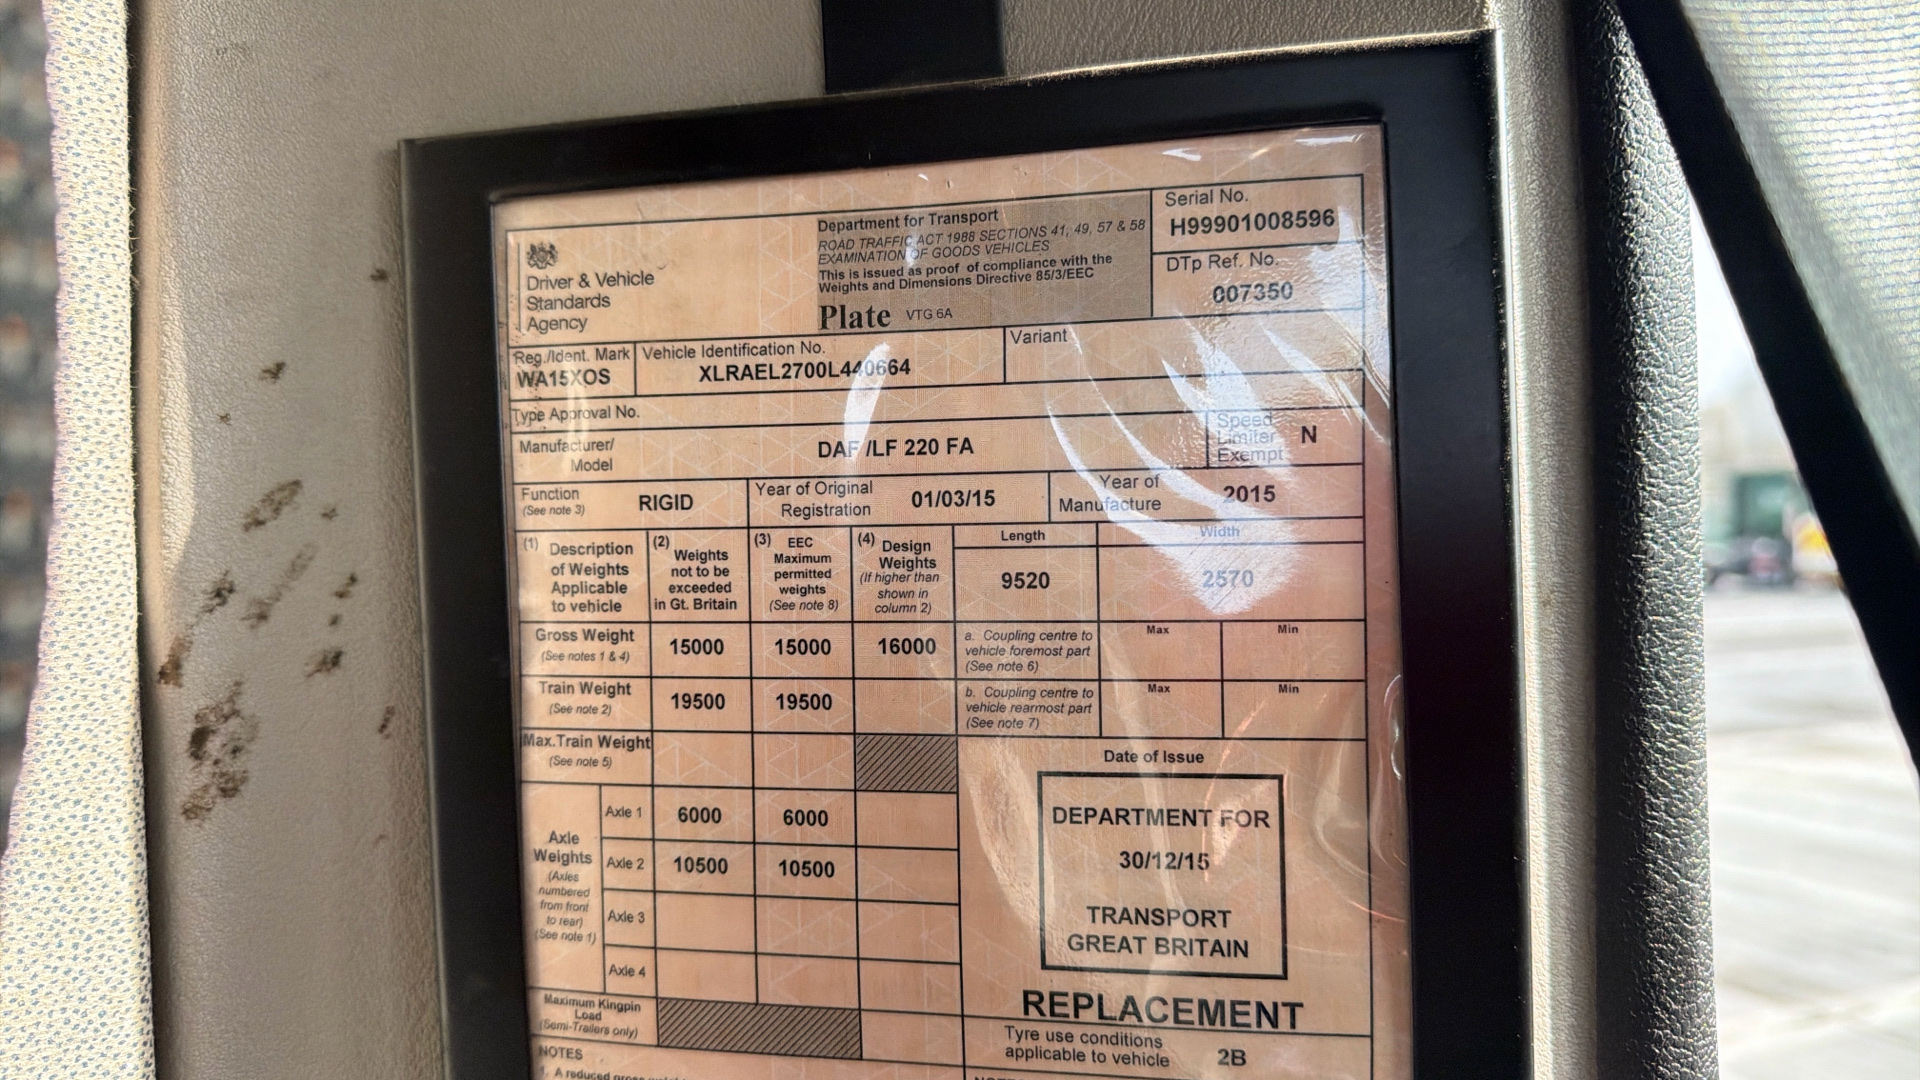 Driver & Vehicle
Standards
Agency
Department for Transport
ROAD TRAFFIC ACT 1988 SECTIONS 41, 49, 57 & 58
EXAMINATION OF GOODS VEHICLES
This is issued as proof of compliance with the
Weights and Dimensions Directive 85/3/EEC
Plate VTG 6A
Serial No.
H99901008596
DTp Ref. No.
007350
Reg./Ident. Mark
WA15XOS
Vehicle Identification No.
XLRAEL2700L440664
Variant
Type Approval No.
Manufacturer/
Model
DAF /LF 220 FA
Speed
Limiter
Exempt
N
Function
(See note 3)
RIGID
Year of Original
Registration
01/03/15
Year of
Manufacture
2015
(1) Description
of Weights
Applicable
to vehicle
(2) Weights
not to be
exceeded
in Gt. Britain
(3) EEC
Maximum
permitted
weights
(See note 8)
(4) Design
Weights
(If higher than
shown in
column 2)
Length
9520
Width
2570
Gross Weight
(See notes 1 & 4)
15000
15000
16000
a. Coupling centre to
vehicle foremost part
(See note 6)
Max
Min
Train Weight
(See note 2)
19500
19500
b. Coupling centre to
vehicle rearmost part
(See note 7)
Max
Min
Max.Train Weight
(See note 5)
Axle
Weights
(Axles
numbered
from front
to rear)
(See note 1)
Axle 1
6000
6000
Axle 2
10500
10500
Axle 3
Axle 4
Maximum Kingpin
Load
(Semi-Trailers only)
Date of Issue
DEPARTMENT FOR
30/12/15
TRANSPORT
GREAT BRITAIN
REPLACEMENT
Tyre use conditions
applicable to vehicle
2B
NOTES
1. A reduced gross